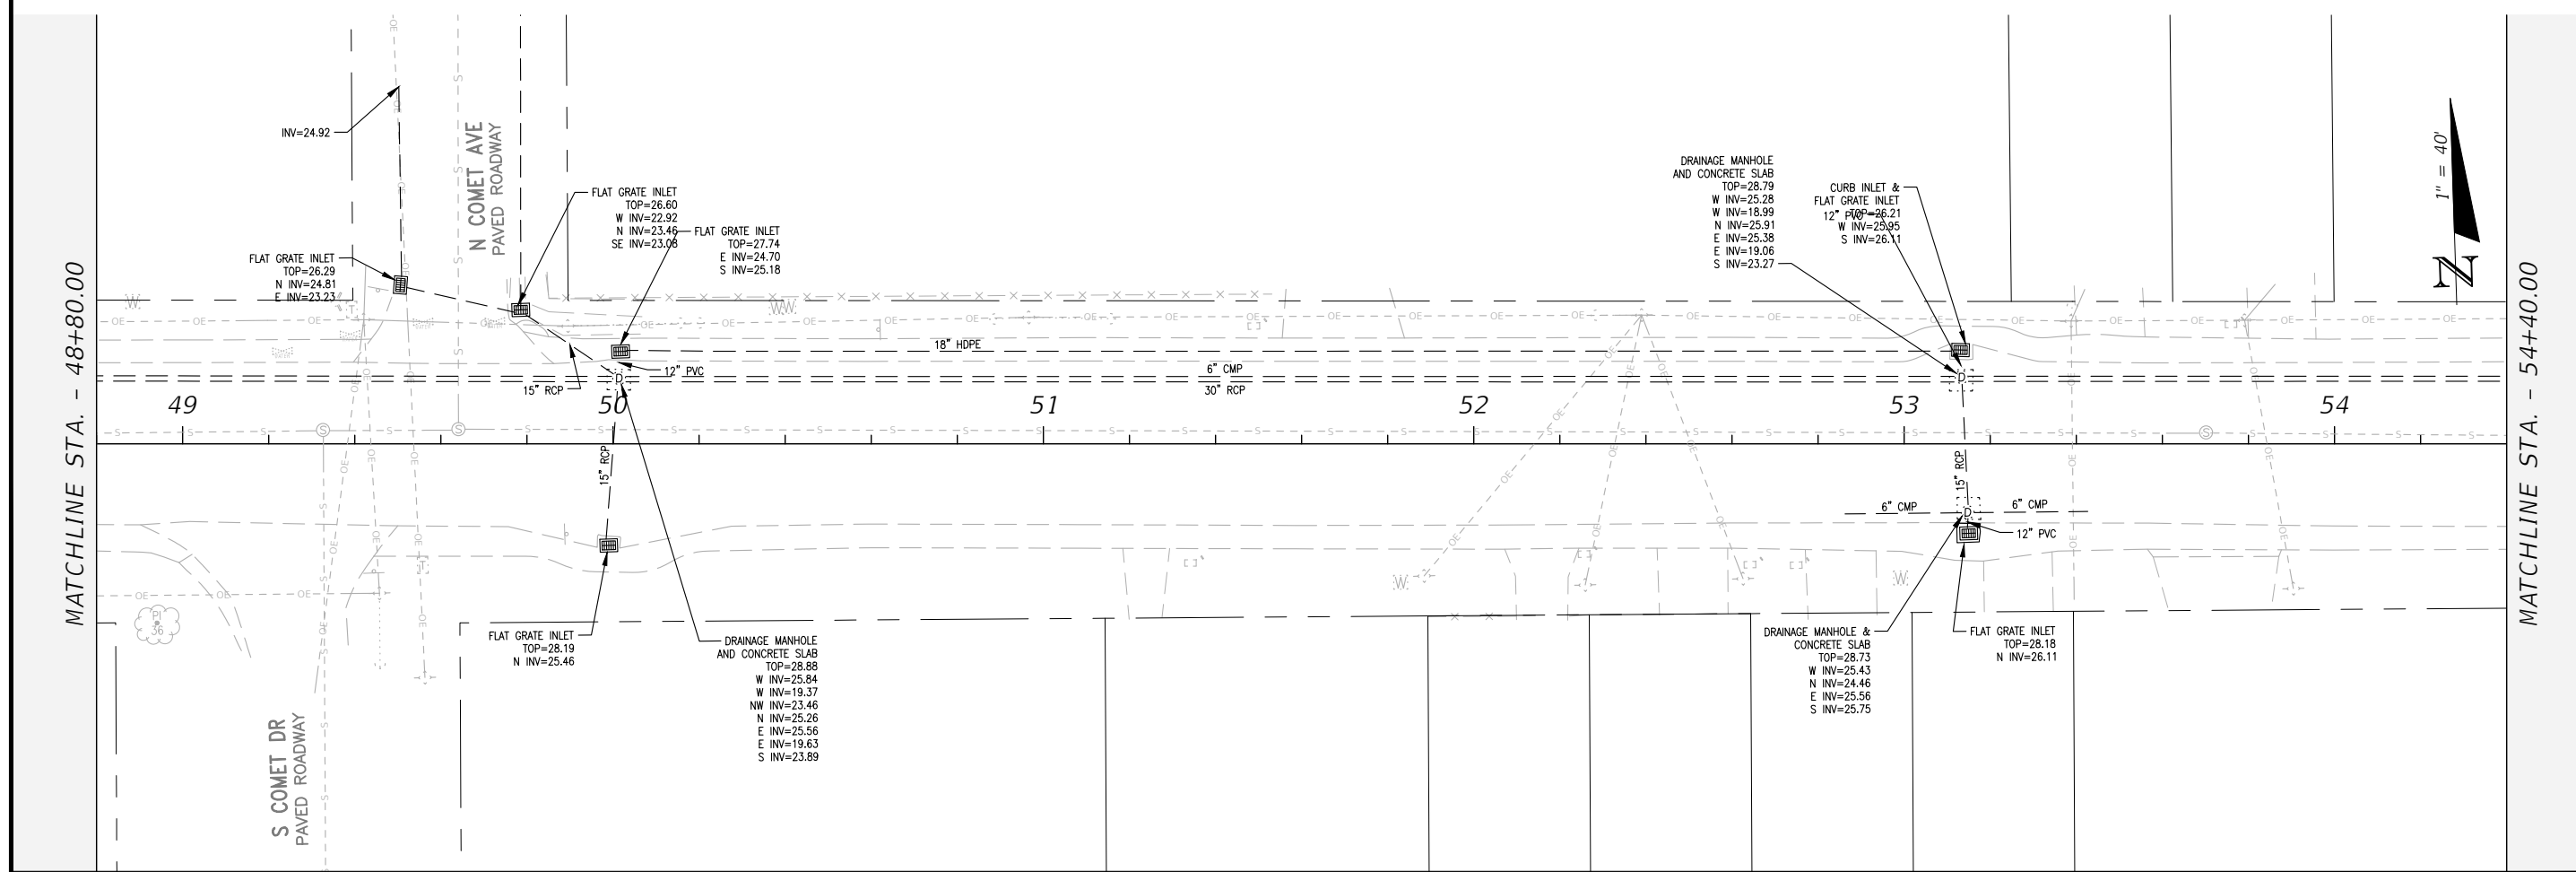 MATCHLINE STA. - 48+80.00
INV=24.92
N COMET AVE
PAVED ROADWAY
FLAT GRATE INLET
TOP=26.29
N INV=24.81
E INV=23.23
FLAT GRATE INLET
TOP=26.60
W INV=22.92
N INV=23.46
SE INV=23.08
FLAT GRATE INLET
TOP=27.74
E INV=24.70
S INV=25.18
DRAINAGE MANHOLE
AND CONCRETE SLAB
TOP=28.79
W INV=25.28
W INV=18.99
N INV=25.91
E INV=25.38
E INV=19.06
S INV=23.27
CURB INLET &
FLAT GRATE INLET
TOP=26.21
W INV=25.95
S INV=26.11
12" PVC
1" = 40'
N
18" HDPE
12" PVC
15" RCP
6" CMP
30" RCP
49
50
51
52
53
54
15" RCP
15" RCP
6" CMP
6" CMP
12" PVC
FLAT GRATE INLET
TOP=28.19
N INV=25.46
DRAINAGE MANHOLE
AND CONCRETE SLAB
TOP=28.88
W INV=25.84
W INV=19.37
NW INV=23.46
N INV=25.26
E INV=25.56
E INV=19.63
S INV=23.89
DRAINAGE MANHOLE &
CONCRETE SLAB
TOP=28.73
W INV=25.43
N INV=24.46
E INV=25.56
S INV=25.75
FLAT GRATE INLET
TOP=28.18
N INV=26.11
PI
36
S COMET DR
PAVED ROADWAY
MATCHLINE STA. - 54+40.00